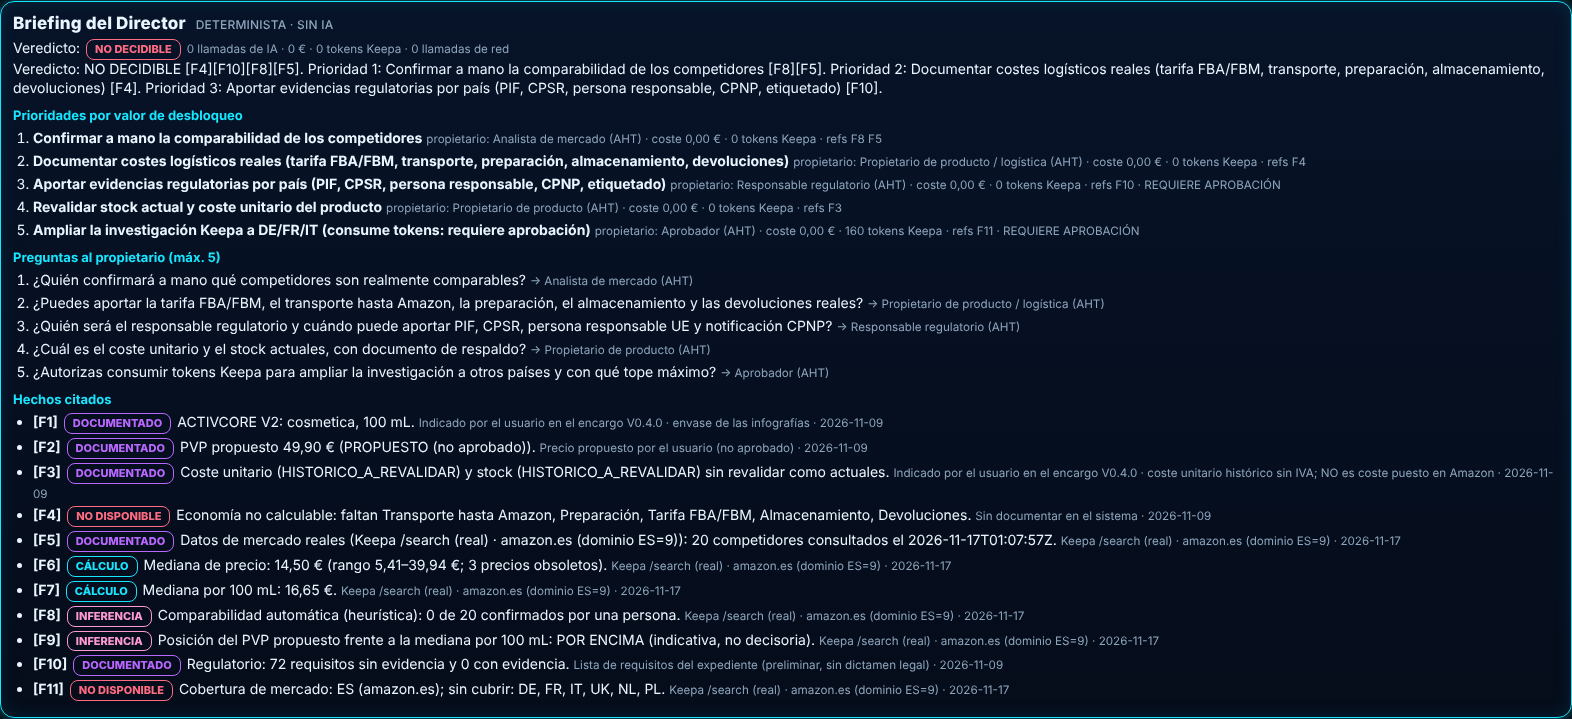 Briefing del Director DETERMINISTA · SIN IA
Veredicto: NO DECIDIBLE 0 llamadas de IA · 0 € · 0 tokens Keepa · 0 llamadas de red
Veredicto: NO DECIDIBLE [F4][F10][F8][F5]. Prioridad 1: Confirmar a mano la comparabilidad de los competidores [F8][F5]. Prioridad 2: Documentar costes logísticos reales (tarifa FBA/FBM, transporte, preparación, almacenamiento,
devoluciones) [F4]. Prioridad 3: Aportar evidencias regulatorias por país (PIF, CPSR, persona responsable, CPNP, etiquetado) [F10].
Prioridades por valor de desbloqueo
1. Confirmar a mano la comparabilidad de los competidores propietario: Analista de mercado (AHT) · coste 0,00 € · 0 tokens Keepa · refs F8 F5
2. Documentar costes logísticos reales (tarifa FBA/FBM, transporte, preparación, almacenamiento, devoluciones) propietario: Propietario de producto / logística (AHT) · coste 0,00 € · 0 tokens Keepa · refs F4
3. Aportar evidencias regulatorias por país (PIF, CPSR, persona responsable, CPNP, etiquetado) propietario: Responsable regulatorio (AHT) · coste 0,00 € · 0 tokens Keepa · refs F10 · REQUIERE APROBACIÓN
4. Revalidar stock actual y coste unitario del producto propietario: Propietario de producto (AHT) · coste 0,00 € · 0 tokens Keepa · refs F3
5. Ampliar la investigación Keepa a DE/FR/IT (consume tokens: requiere aprobación) propietario: Aprobador (AHT) · coste 0,00 € · 160 tokens Keepa · refs F11 · REQUIERE APROBACIÓN
Preguntas al propietario (máx. 5)
1. ¿Quién confirmará a mano qué competidores son realmente comparables? → Analista de mercado (AHT)
2. ¿Puedes aportar la tarifa FBA/FBM, el transporte hasta Amazon, la preparación, el almacenamiento y las devoluciones reales? → Propietario de producto / logística (AHT)
3. ¿Quién será el responsable regulatorio y cuándo puede aportar PIF, CPSR, persona responsable UE y notificación CPNP? → Responsable regulatorio (AHT)
4. ¿Cuál es el coste unitario y el stock actuales, con documento de respaldo? → Propietario de producto (AHT)
5. ¿Autorizas consumir tokens Keepa para ampliar la investigación a otros países y con qué tope máximo? → Aprobador (AHT)
Hechos citados
• [F1] DOCUMENTADO ACTIVCORE V2: cosmetica, 100 mL. Indicado por el usuario en el encargo V0.4.0 · envase de las infografías · 2026-11-09
• [F2] DOCUMENTADO PVP propuesto 49,90 € (PROPUESTO (no aprobado)). Precio propuesto por el usuario (no aprobado) · 2026-11-09
• [F3] DOCUMENTADO Coste unitario (HISTORICO_A_REVALIDAR) y stock (HISTORICO_A_REVALIDAR) sin revalidar como actuales. Indicado por el usuario en el encargo V0.4.0 · coste unitario histórico sin IVA; NO es coste puesto en Amazon · 2026-11-
09
• [F4] NO DISPONIBLE Economía no calculable: faltan Transporte hasta Amazon, Preparación, Tarifa FBA/FBM, Almacenamiento, Devoluciones. Sin documentar en el sistema · 2026-11-09
• [F5] DOCUMENTADO Datos de mercado reales (Keepa /search (real) · amazon.es (dominio ES=9)): 20 competidores consultados el 2026-11-17T01:07:57Z. Keepa /search (real) · amazon.es (dominio ES=9) · 2026-11-17
• [F6] CÁLCULO Mediana de precio: 14,50 € (rango 5,41–39,94 €; 3 precios obsoletos). Keepa /search (real) · amazon.es (dominio ES=9) · 2026-11-17
• [F7] CÁLCULO Mediana por 100 mL: 16,65 €. Keepa /search (real) · amazon.es (dominio ES=9) · 2026-11-17
• [F8] INFERENCIA Comparabilidad automática (heurística): 0 de 20 confirmados por una persona. Keepa /search (real) · amazon.es (dominio ES=9) · 2026-11-17
• [F9] INFERENCIA Posición del PVP propuesto frente a la mediana por 100 mL: POR ENCIMA (indicativa, no decisoria). Keepa /search (real) · amazon.es (dominio ES=9) · 2026-11-17
• [F10] DOCUMENTADO Regulatorio: 72 requisitos sin evidencia y 0 con evidencia. Lista de requisitos del expediente (preliminar, sin dictamen legal) · 2026-11-09
• [F11] NO DISPONIBLE Cobertura de mercado: ES (amazon.es); sin cubrir: DE, FR, IT, UK, NL, PL. Keepa /search (real) · amazon.es (dominio ES=9) · 2026-11-17